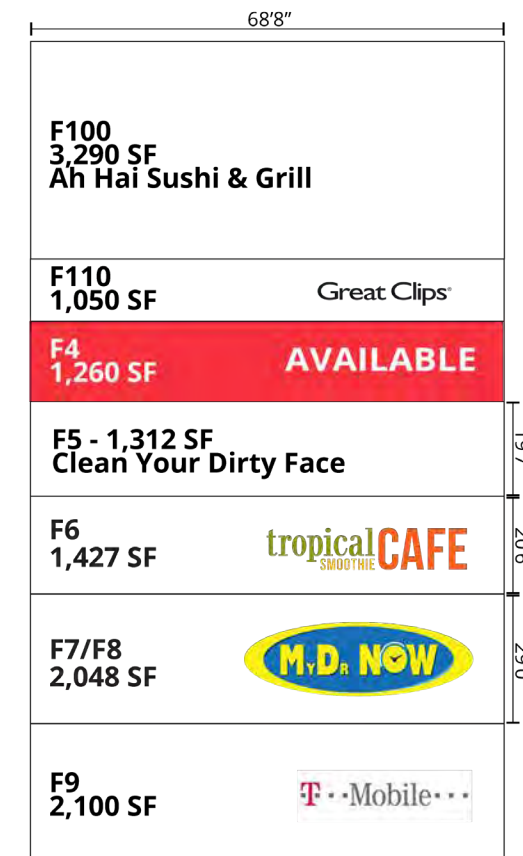 68'8”
F100
3,290 SF
Ah Hai Sushi & Grill
F110
1,050 SF
Great Clips®
F4
1,260 SF
AVAILABLE
F5 - 1,312 SF
Clean Your Dirty Face
F6
1,427 SF
tropical CAFE
SMOOTHIE
F7/F8
2,048 SF
MYDR NOW
F9
2,100 SF
T··Mobile···